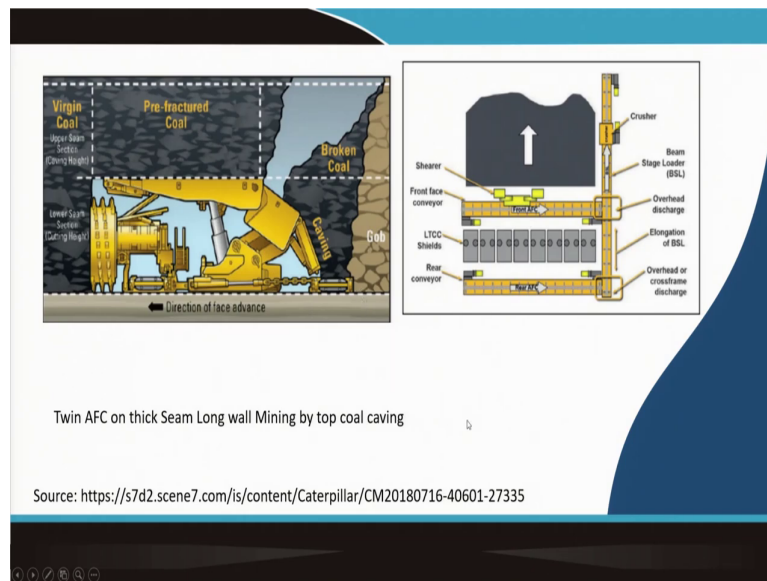 Virgin
Coal
Upper Seam
Section
(Caving Height)
Pre-fractured
Coal
Broken
Coal
Lower Seam
Section
(Cutting Height)
Caving
Gob
Direction of face advance
Crusher
Beam
Stage Loader
(BSL)
Shearer
Front face
conveyor
Front AFC
Overhead
discharge
LTCC
Shields
Elongation
of BSL
Rear
conveyor
Rear AFC
Overhead or
crossframe
discharge
Twin AFC on thick Seam Long wall Mining by top coal caving
Source: https://s7d2.scene7.com/is/content/Caterpillar/CM20180716-40601-27335